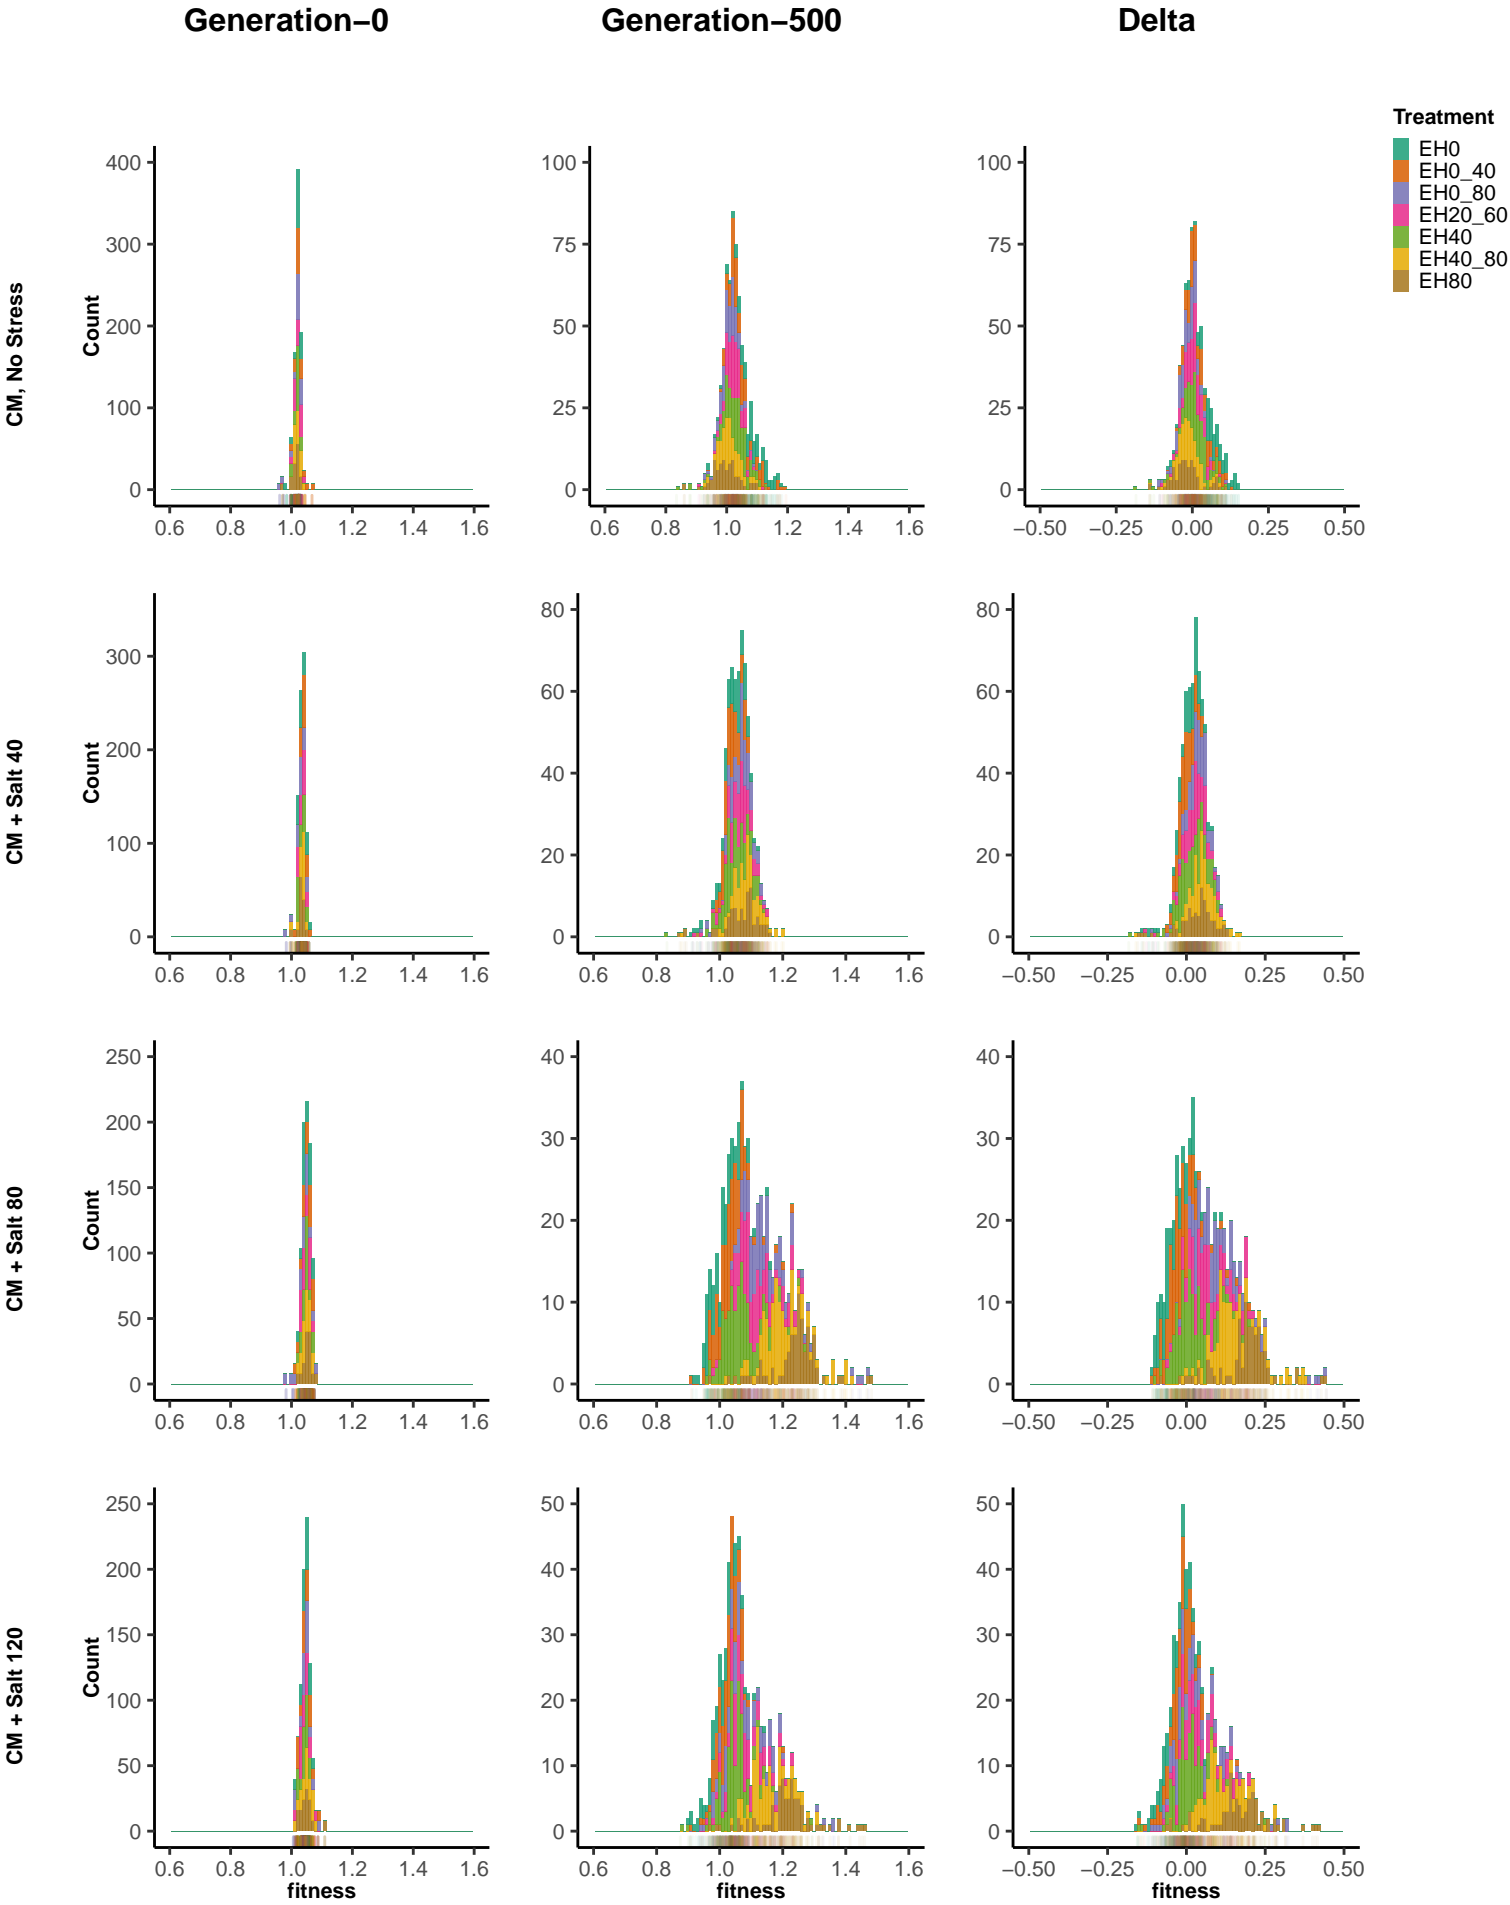 Generation−0 Generation−500 Delta
Treatment
EH0
EH0_40
EH0_80
EH20_60
EH40
EH40_80
EH80
CM, No Stress
Count
400
300
200
100
0
0.6 0.8 1.0 1.2 1.4 1.6
100
75
50
25
0
0.6 0.8 1.0 1.2 1.4 1.6
100
75
50
25
0
−0.50 −0.25 0.00 0.25 0.50
CM + Salt 40
Count
300
200
100
0
0.6 0.8 1.0 1.2 1.4 1.6
80
60
40
20
0
0.6 0.8 1.0 1.2 1.4 1.6
80
60
40
20
0
−0.50 −0.25 0.00 0.25 0.50
CM + Salt 80
Count
250
200
150
100
50
0
0.6 0.8 1.0 1.2 1.4 1.6
40
30
20
10
0
0.6 0.8 1.0 1.2 1.4 1.6
40
30
20
10
0
−0.50 −0.25 0.00 0.25 0.50
CM + Salt 120
Count
250
200
150
100
50
0
0.6 0.8 1.0 1.2 1.4 1.6
fitness
50
40
30
20
10
0
0.6 0.8 1.0 1.2 1.4 1.6
fitness
50
40
30
20
10
0
−0.50 −0.25 0.00 0.25 0.50
fitness